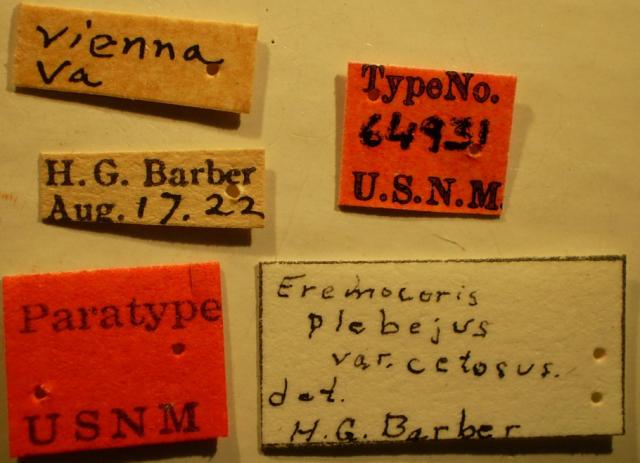 Vienna
Va
H.G. Barber
Aug. 17. 22
TypeNo.
64931
U.S.N.M.
Paratype
USNM
Eremocoris
plebejus
var. cetosus.
det.
H.G. Barber